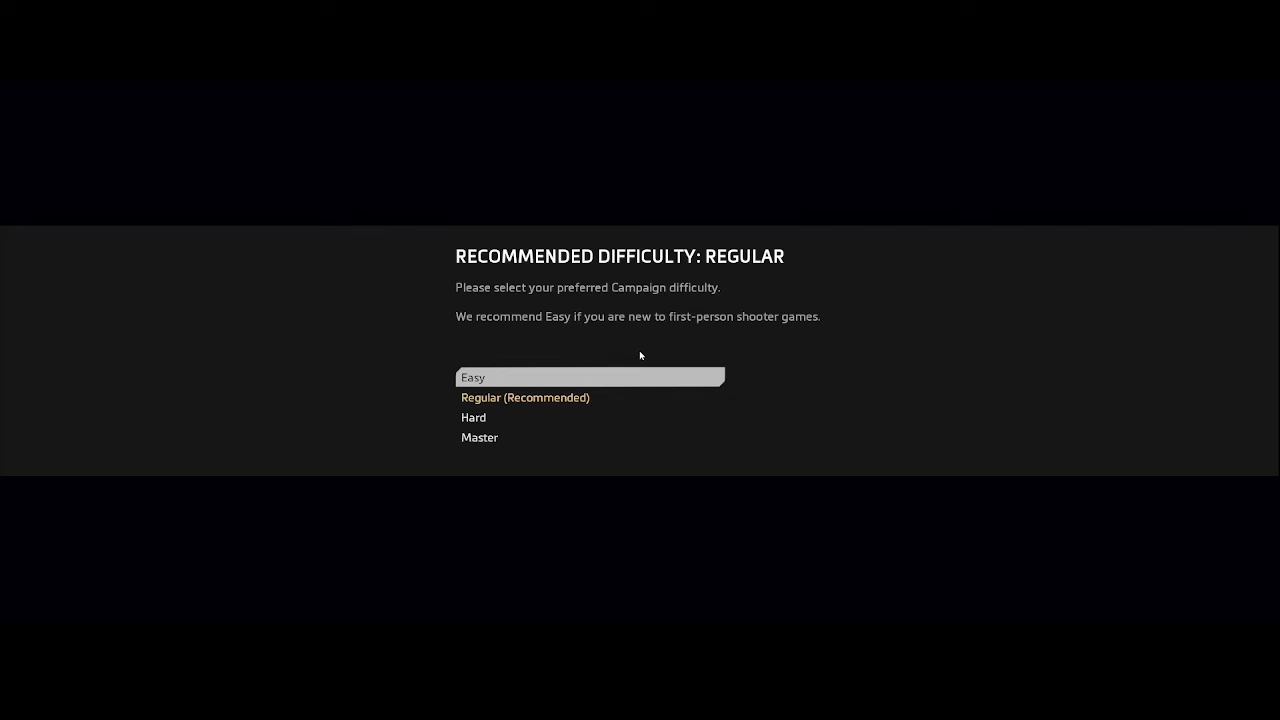 RECOMMENDED DIFFICULTY: REGULAR
Please select your preferred Campaign difficulty.
We recommend Easy if you are new to first-person shooter games.
Easy
Regular (Recommended)
Hard
Master